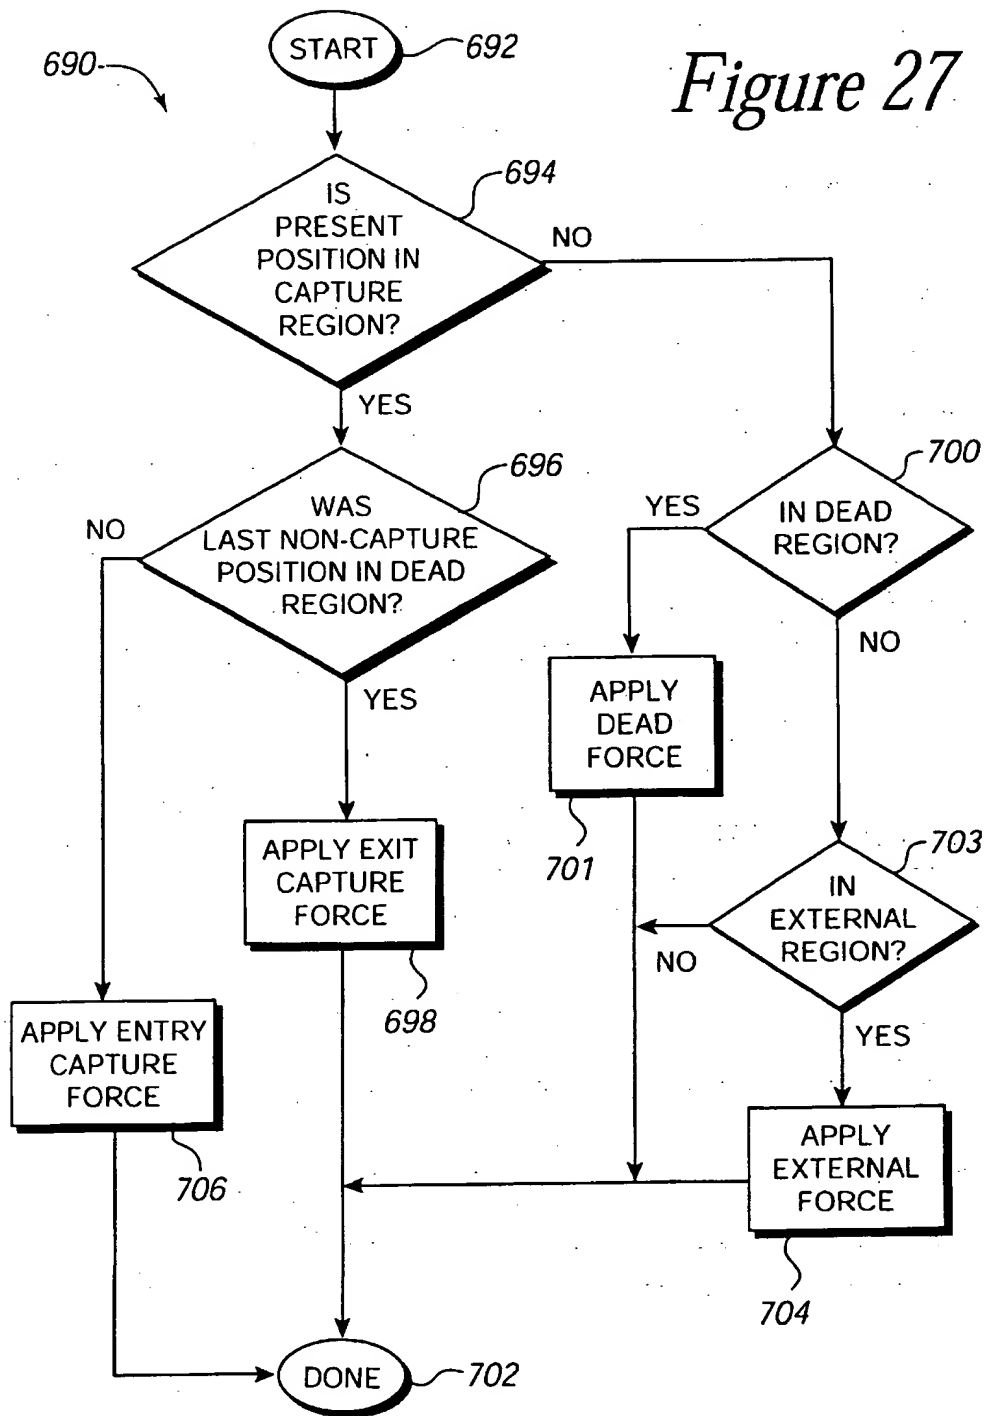 START
692
690
Figure 27
694
IS
PRESENT
POSITION IN
CAPTURE
REGION?
NO
YES
696
700
WAS
LAST NON-CAPTURE
POSITION IN DEAD
REGION?
NO
YES
IN DEAD
REGION?
YES
NO
APPLY
DEAD
FORCE
701
703
APPLY EXIT
CAPTURE
FORCE
698
IN
EXTERNAL
REGION?
NO
YES
APPLY ENTRY
CAPTURE
FORCE
706
APPLY
EXTERNAL
FORCE
704
DONE
702